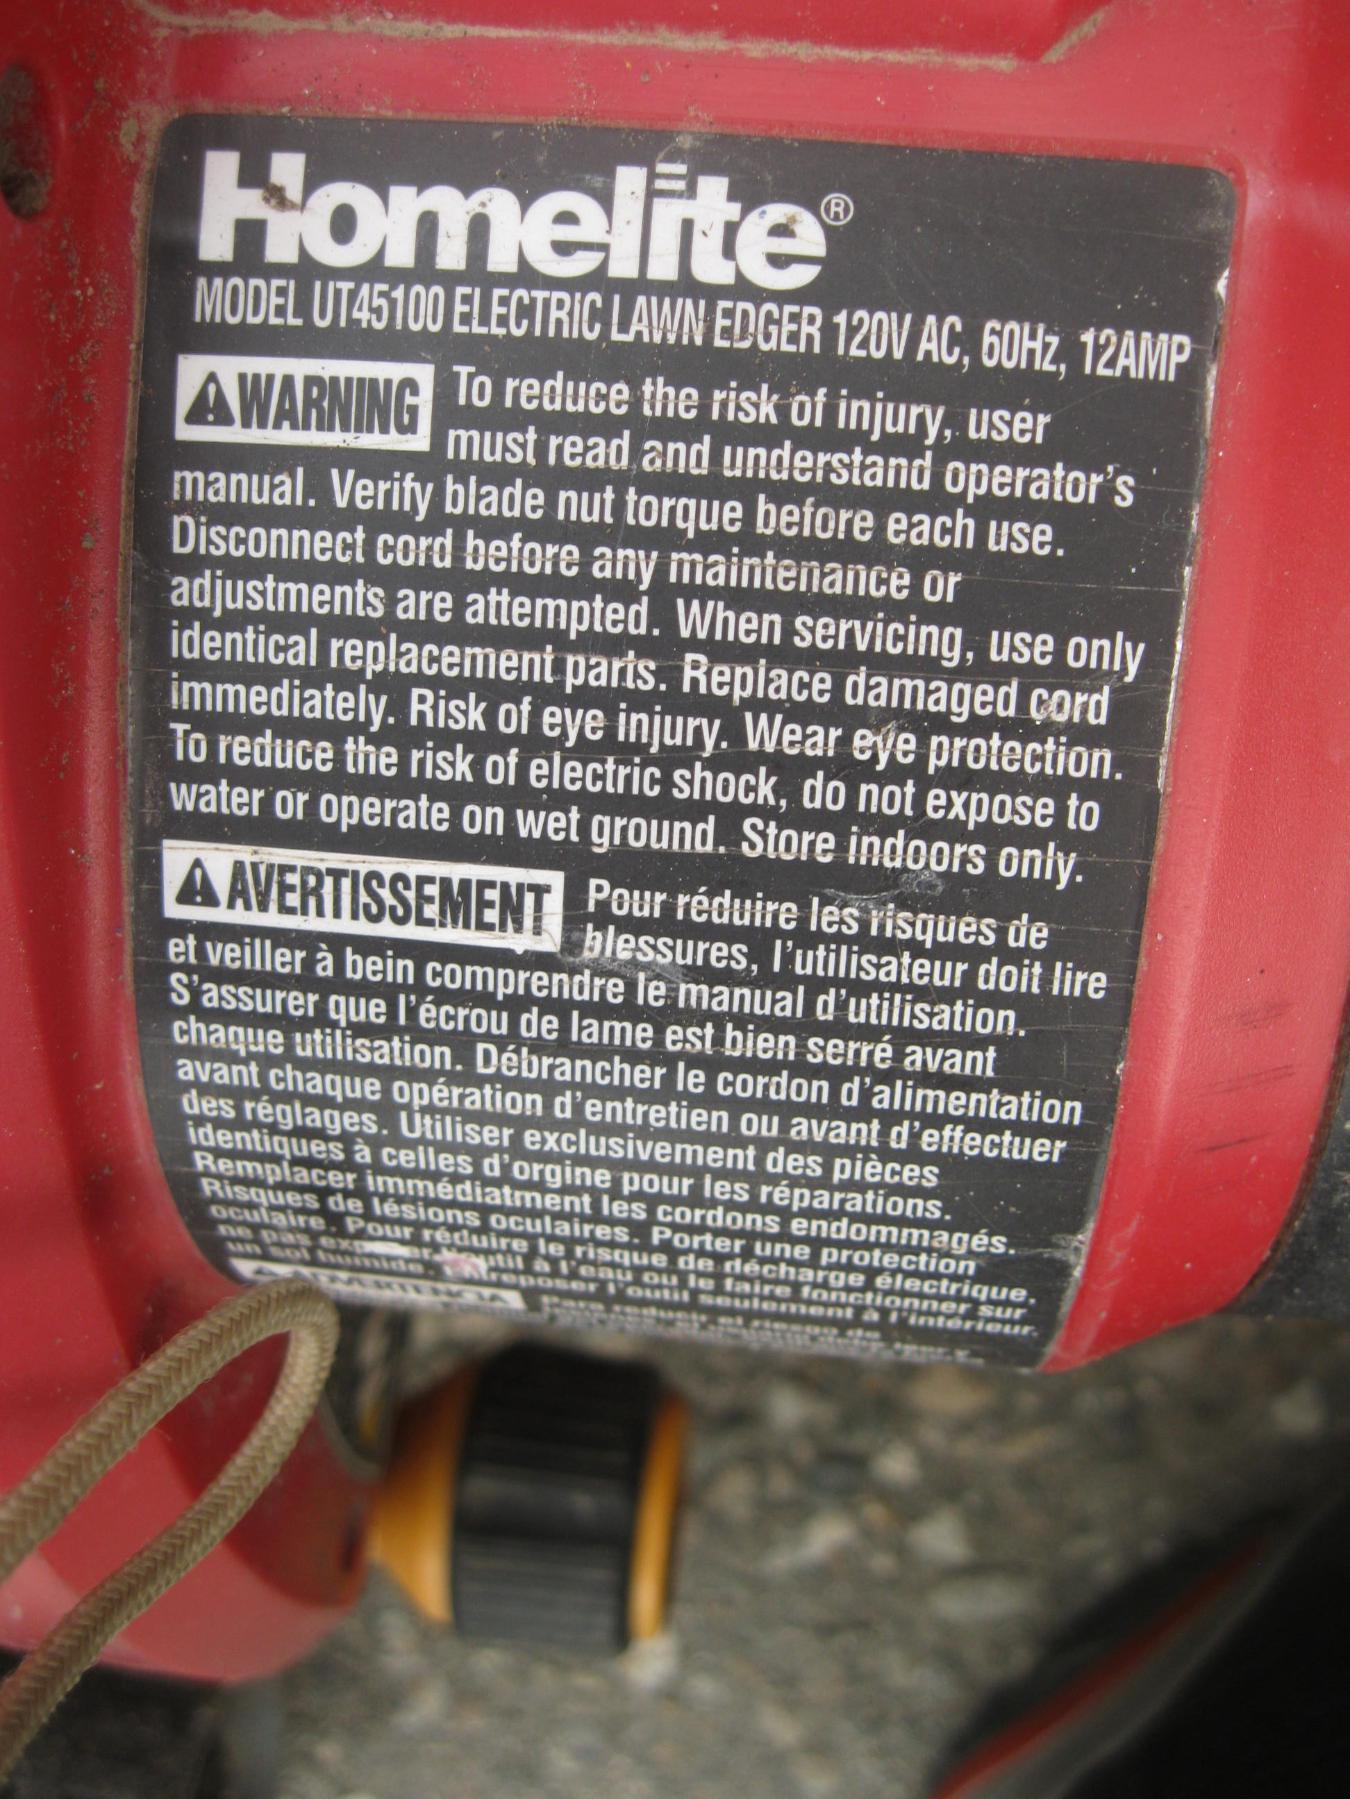 Homelite®
MODEL UT45100 ELECTRIC LAWN EDGER 120V AC, 60Hz, 12AMP
WARNING To reduce the risk of injury, user
must read and understand operator's
manual. Verify blade nut torque before each use.
Disconnect cord before any maintenance or
adjustments are attempted. When servicing, use only
identical replacement parts. Replace damaged cord
immediately. Risk of eye injury. Wear eye protection.
To reduce the risk of electric shock, do not expose to
water or operate on wet ground. Store indoors only.
AVERTISSEMENT Pour réduire les risques de
blessures, l'utilisateur doit lire
et veiller à bein comprendre le manual d'utilisation.
S'assurer que l'écrou de lame est bien serré avant
chaque utilisation. Débrancher le cordon d'alimentation
avant chaque opération d'entretien ou avant d'effectuer
des réglages. Utiliser exclusivement des pièces
identiques à celles d'orgine pour les réparations.
Remplacer immédiatment les cordons endommagés.
Risques de lésions oculaires. Porter une protection
oculaire. Pour réduire le risque de décharge électrique,
ne pas l'outil à l'eau ou le faire fonctionner sur
un sol humide. Entreposer l'outil seulement à l'intérieur.
Para reducir el riesgo de